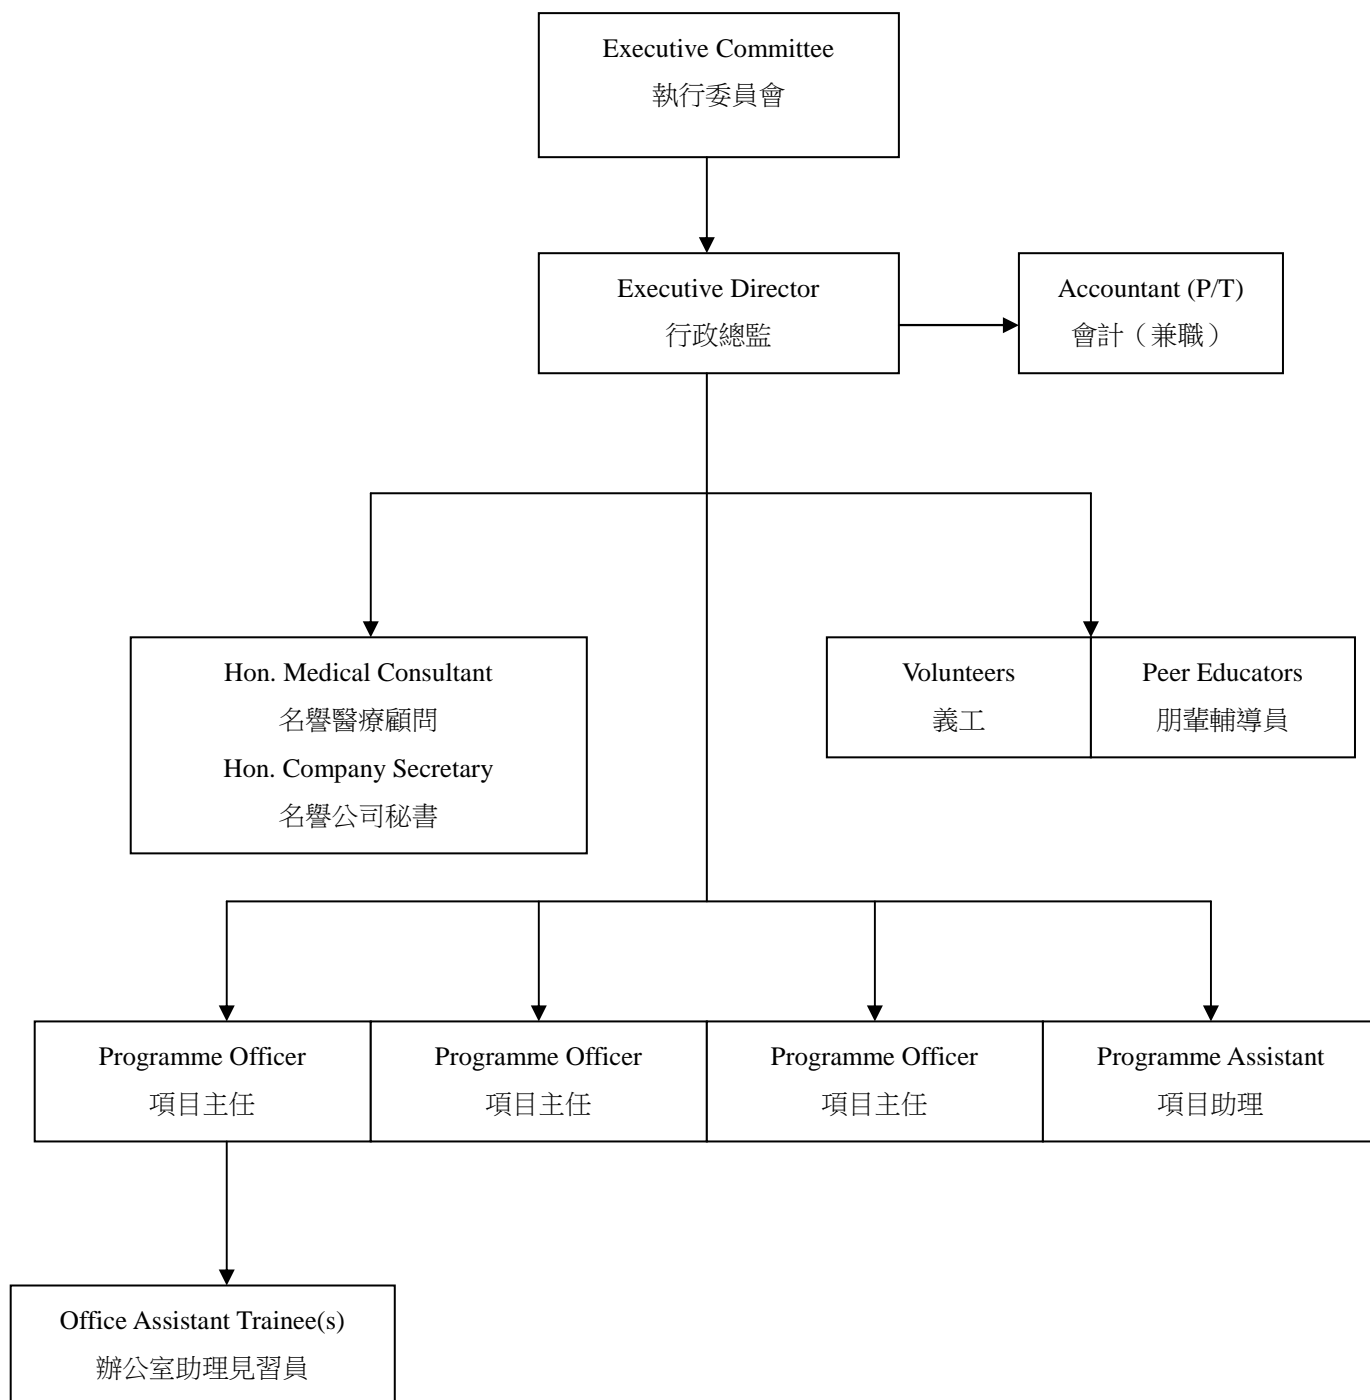 Executive Committee
執行委員會
Executive Director
行政總監
Accountant (P/T)
會計（兼職）
Hon. Medical Consultant
名譽醫療顧問
Hon. Company Secretary
名譽公司秘書
Volunteers
義工
Peer Educators
朋輩輔導員
Programme Officer
項目主任
Programme Officer
項目主任
Programme Officer
項目主任
Programme Assistant
項目助理
Office Assistant Trainee(s)
辦公室助理見習員